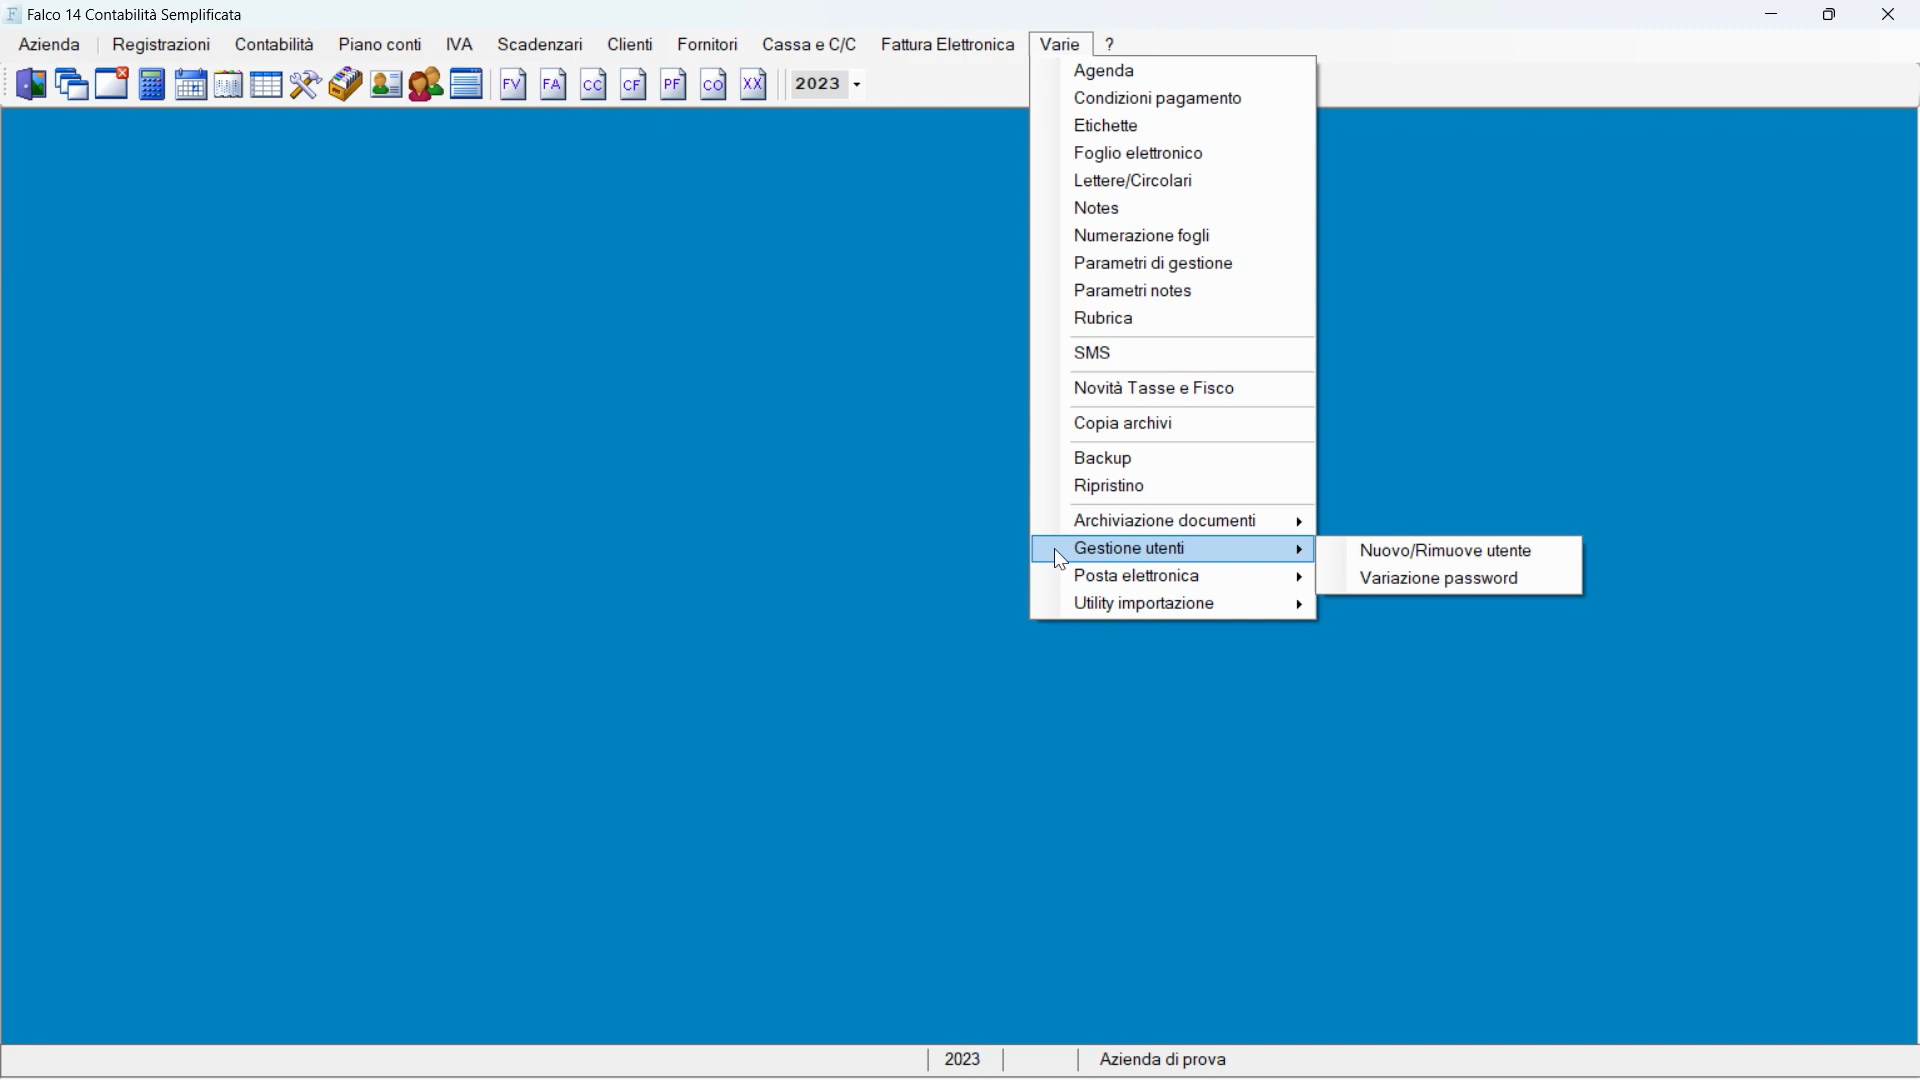 Falco 14 Contabilità Semplificata
Azienda Registrazioni Contabilità Piano conti IVA Scadenzari Clienti Fornitori Cassa e C/C Fattura Elettronica Varie ?
FV FA CC CF PF CO XX 2023
Agenda
Condizioni pagamento
Etichette
Foglio elettronico
Lettere/Circolari
Notes
Numerazione fogli
Parametri di gestione
Parametri notes
Rubrica
SMS
Novità Tasse e Fisco
Copia archivi
Backup
Ripristino
Archiviazione documenti
Gestione utenti
Posta elettronica
Utility importazione
Nuovo/Rimuove utente
Variazione password
2023 Azienda di prova